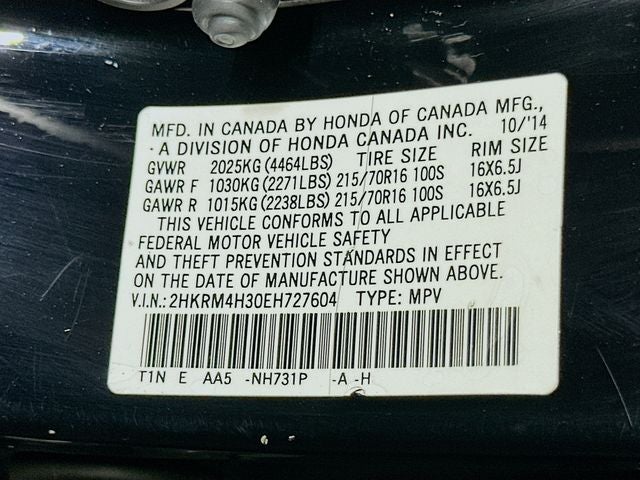 MFD. IN CANADA BY HONDA OF CANADA MFG.,
· A DIVISION OF HONDA CANADA INC. 10/'14
GVWR 2025KG(4464LBS) TIRE SIZE RIM SIZE
GAWR F 1030KG(2271LBS) 215/70R16 100S 16X6.5J
GAWR R 1015KG(2238LBS) 215/70R16 100S 16X6.5J
THIS VEHICLE CONFORMS TO ALL APPLICABLE
FEDERAL MOTOR VEHICLE SAFETY
AND THEFT PREVENTION STANDARDS IN EFFECT
ON THE DATE OF MANUFACTURE SHOWN ABOVE.
V.I.N.: 2HKRM4H30EH727604 TYPE: MPV
T1N E AA5 -NH731P -A -H